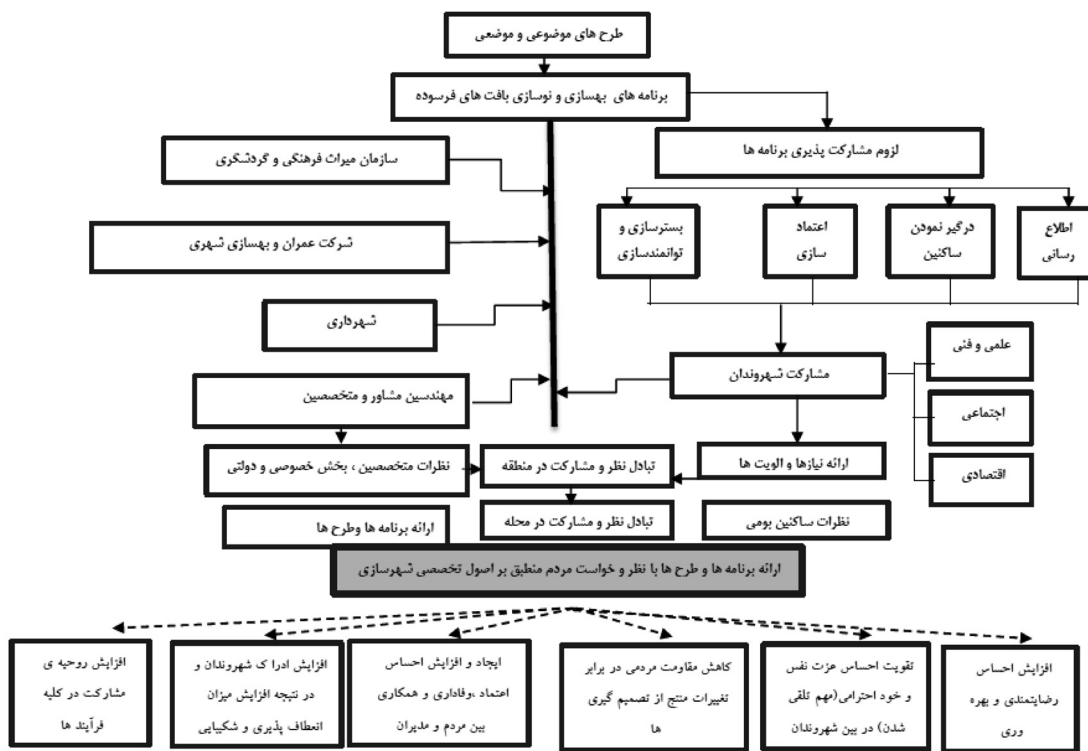 طرح های موضوعی و موضعی
برنامه های بهسازی و نوسازی بافت های فرسوده
لزوم مشارکت پذیری برنامه ها
سازمان میراث فرهنگی و گردشگری
اطلاع
رسانی
درگیر نمودن
ساکنین
اعتماد
سازی
بسترسازی و
توانمندسازی
شرکت عمران و بهسازی شهری
شهرداری
علمی و فنی
مشارکت شهروندان
اجتماعی
مهندسین مشاور و متخصصین
اقتصادی
ارائه نیازها و الویت ها
تبادل نظر و مشارکت در منطقه
نظرات متخصصین ، بخش خصوصی و دولتی
نظرات ساکنین بومی
تبادل نظر و مشارکت در محله
ارائه برنامه ها وطرح ها
ارائه برنامه ها و طرح ها با نظر و خواست مردم منطبق بر اصول تخصصی شهرسازی
افزایش احساس
رضایتمندی و بهره
وری
تقویت احساس عزت نفس
و خود احترامی(مهم تلقی
شدن) در بین شهروندان
کاهش مقاومت مردمی در برابر
تغییرات منتج از تصمیم گیری
ها
ایجاد و افزایش احساس
اعتماد ،وفاداری و همکاری
بین مردم و مدیران
افزایش ادرا ک شهروندان و
در نتیجه افزایش میزان
انعطاف پذیری و شکیبایی
افزایش روحیه ی
مشارکت در کلیه
فرآیند ها